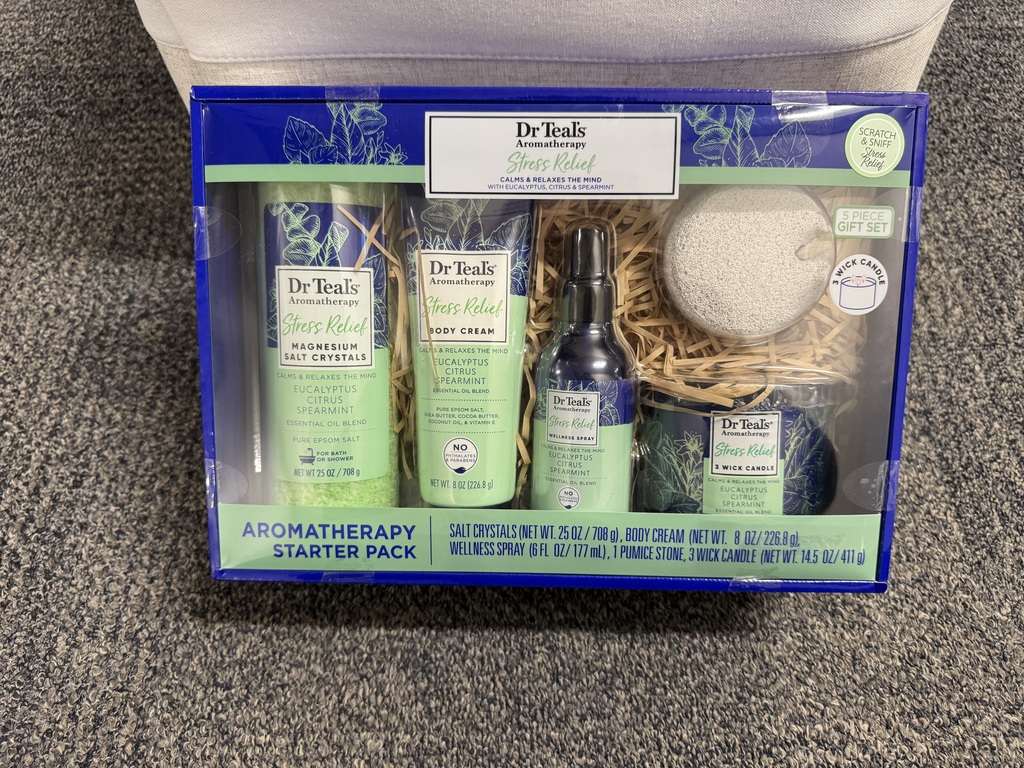 Dr Teal's
Aromatherapy
Stress Relief
CALMS & RELAXES THE MIND
WITH EUCALYPTUS, CITRUS & SPEARMINT
SCRATCH
& SNIFF
Stress
Relief
5 PIECE
GIFT SET
3 WICK CANDLE
Dr Teal's
Aromatherapy
Stress Relief
MAGNESIUM
SALT CRYSTALS
CALMS & RELAXES THE MIND
EUCALYPTUS
CITRUS
SPEARMINT
ESSENTIAL OIL BLEND
PURE EPSOM SALT
FOR BATH
OR SHOWER
NET WT 25 OZ / 708 g
Dr Teal's
Aromatherapy
Stress Relief
BODY CREAM
CALMS & RELAXES THE MIND
EUCALYPTUS
CITRUS
SPEARMINT
ESSENTIAL OIL BLEND
PURE EPSOM SALT,
SHEA BUTTER, COCOA BUTTER,
COCONUT OIL, & VITAMIN E
NO
PHTHALATES
& PARABENS
NET WT. 8 OZ (226.8 g)
Dr Teal's
Aromatherapy
Stress Relief
WELLNESS SPRAY
CALMS & RELAXES THE MIND
EUCALYPTUS
CITRUS
SPEARMINT
ESSENTIAL OIL BLEND
NO
Dr Teal's
Aromatherapy
Stress Relief
3 WICK CANDLE
CALMS & RELAXES THE MIND
EUCALYPTUS
CITRUS
SPEARMINT
ESSENTIAL OIL BLEND
AROMATHERAPY
STARTER PACK
SALT CRYSTALS (NET WT. 25 OZ / 708 g), BODY CREAM (NET WT. 8 OZ/ 226.8 g),
WELLNESS SPRAY (6 FL OZ/ 177 mL), 1 PUMICE STONE, 3 WICK CANDLE (NET WT. 14.5 OZ/ 411 g)